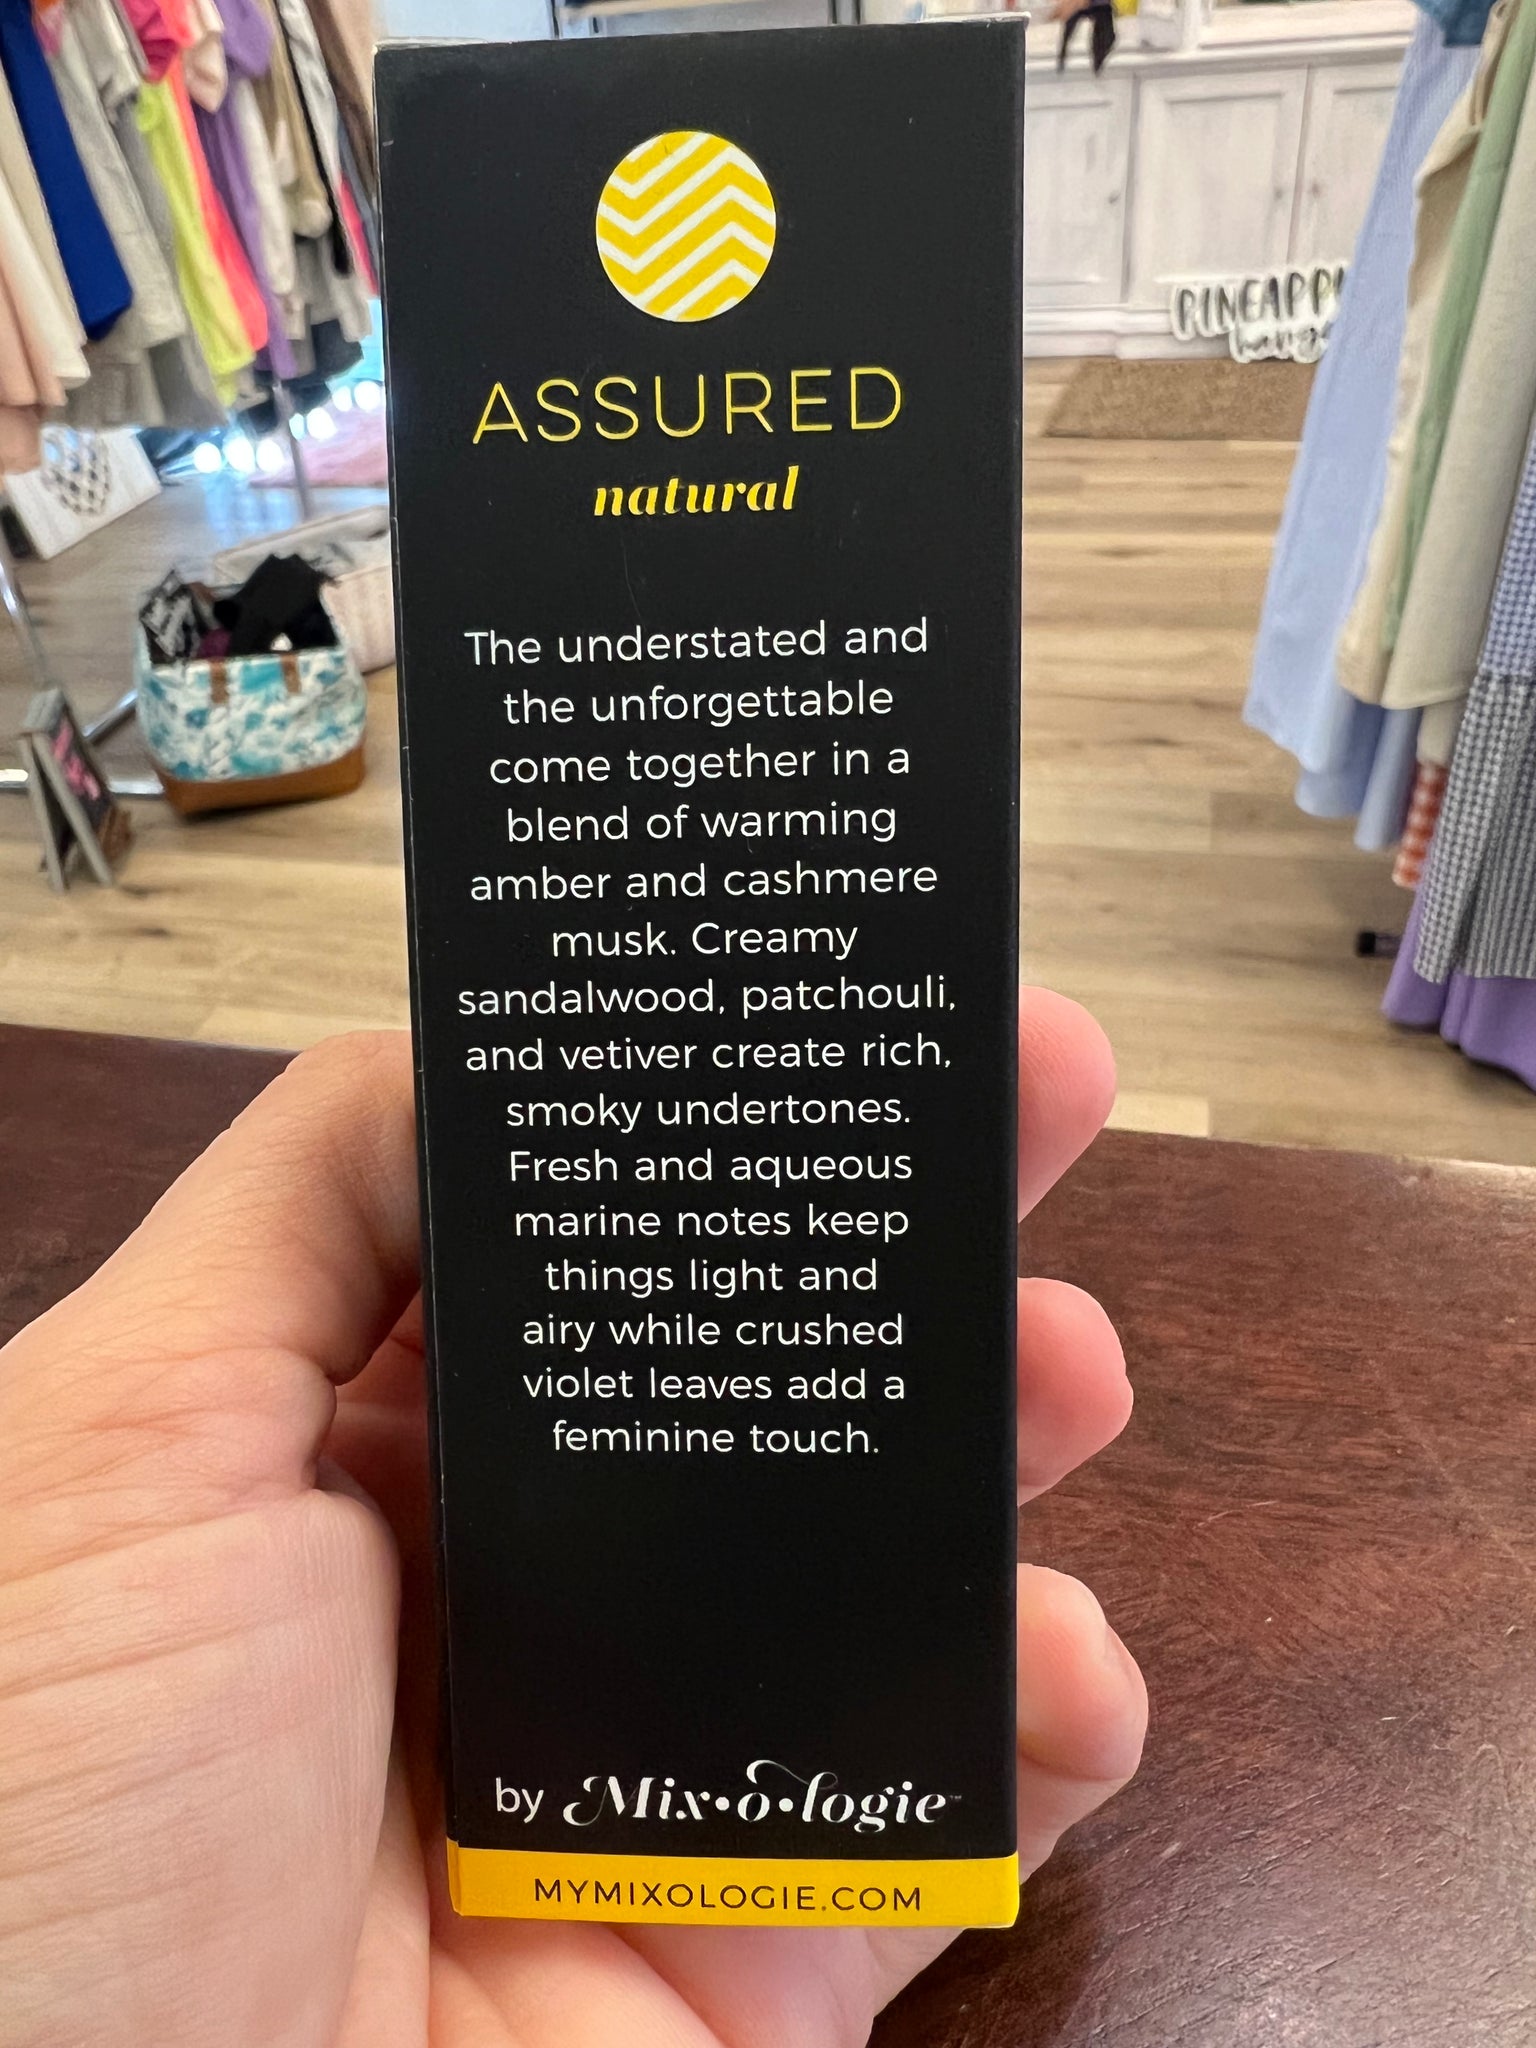 ASSURED
natural
The understated and
the unforgettable
come together in a
blend of warming
amber and cashmere
musk. Creamy
sandalwood, patchouli,
and vetiver create rich,
smoky undertones.
Fresh and aqueous
marine notes keep
things light and
airy while crushed
violet leaves add a
feminine touch.
by Mix•o•logie™
MYMIXOLOGIE.COM